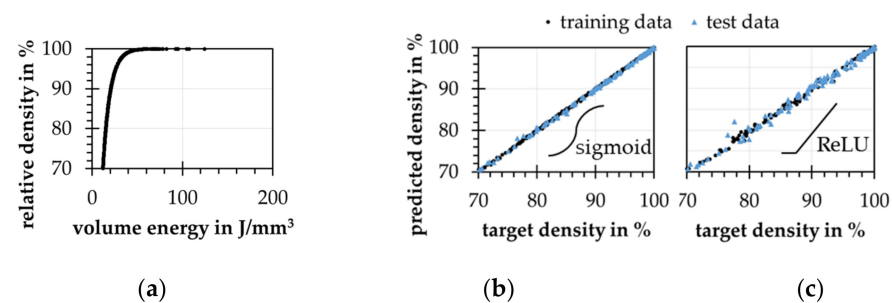 • training data ▲ test data
relative density in %
100
90
80
70
0 100 200
volume energy in J/mm³
predicted density in %
100
90
80
70
sigmoid
70 80 90 100
target density in %
ReLU
70 80 90 100
target density in %
(a) (b) (c)